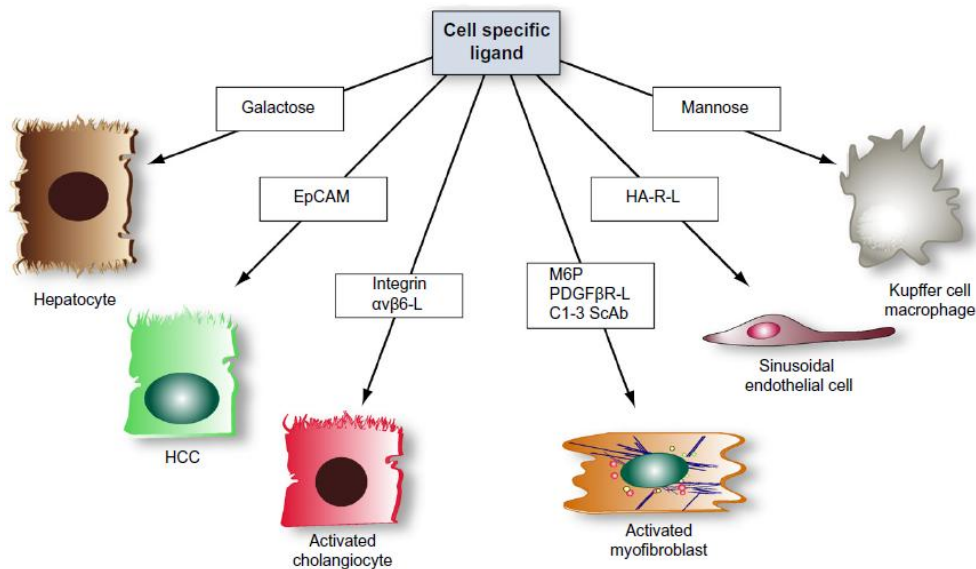 Cell specific
ligand
Galactose
Mannose
EpCAM
HA-R-L
Integrin
αvβ6-L
M6P
PDGFβR-L
C1-3 ScAb
Hepatocyte
Kupffer cell
macrophage
Sinusoidal
endothelial cell
HCC
Activated
cholangiocyte
Activated
myofibroblast